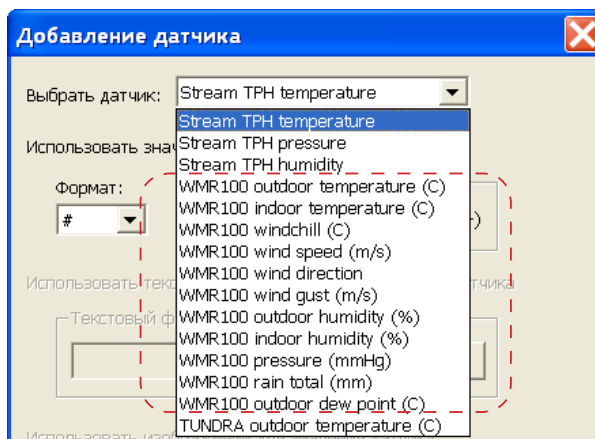 Добавление датчика
Выбрать датчик: Stream TPH temperature
Stream TPH temperature
Stream TPH pressure
Использовать знач
Stream TPH humidity
Формат:
WMR100 outdoor temperature (C)
WMR100 indoor temperature (C)
#
WMR100 windchill (C)
WMR100 wind speed (m/s)
WMR100 wind direction
Использовать текс
тчика
WMR100 wind gust (m/s)
Текстовый ф
WMR100 outdoor humidity (%)
WMR100 indoor humidity (%)
WMR100 pressure (mmHg)
WMR100 rain total (mm)
WMR100 outdoor dew point (C)
TUNDRA outdoor temperature (C)